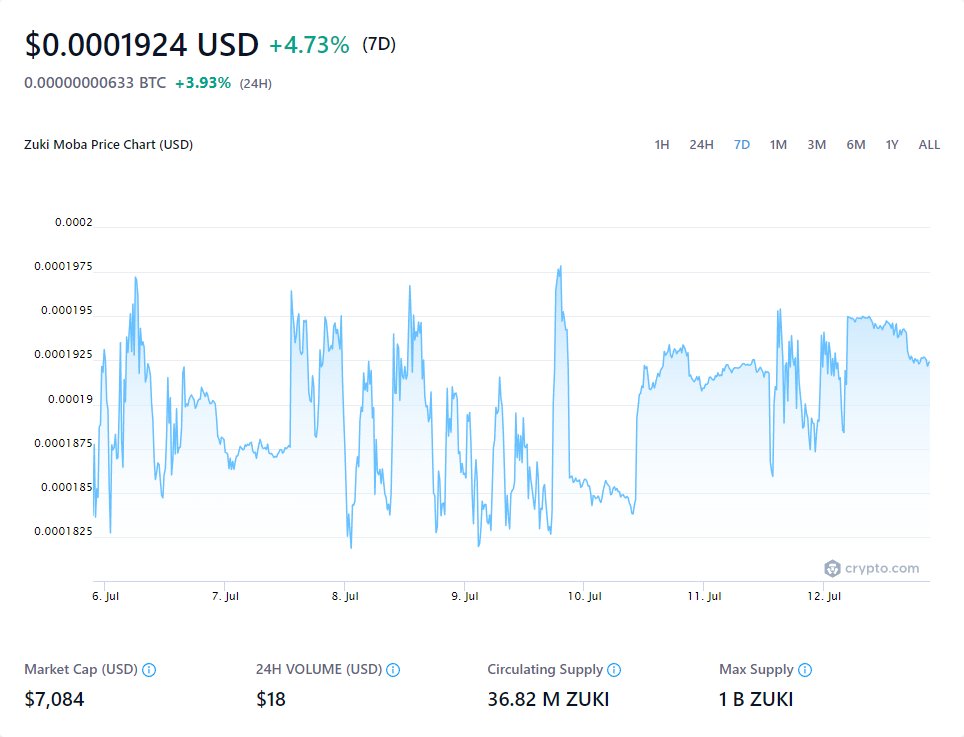 $0.0001924 USD +4.73% (7D)
0.00000000633 BTC +3.93% (24H)
Zuki Moba Price Chart (USD) 1H 24H 7D 1M 3M 6M 1Y ALL
0.0002
0.0001975
0.000195
0.0001925
0.00019
0.0001875
0.000185
0.0001825
crypto.com
6. Jul 7. Jul 8. Jul 9. Jul 10. Jul 11. Jul 12. Jul
Market Cap (USD) 24H VOLUME (USD) Circulating Supply Max Supply
$7,084 $18 36.82 M ZUKI 1 B ZUKI